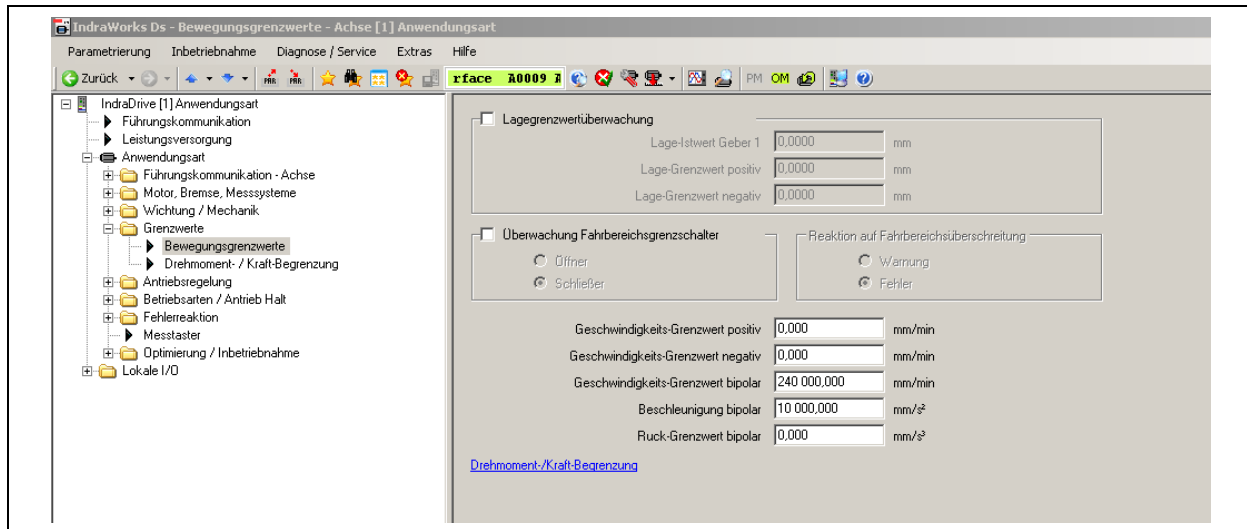 IndraWorks Ds - Bewegungsgrenzwerte - Achse [1] Anwendungsart
Parametrierung Inbetriebnahme Diagnose / Service Extras Hilfe
Zurück PAR PAR rface A0009 A PM OM
IndraDrive [1] Anwendungsart
Führungskommunikation
Leistungsversorgung
Anwendungsart
Führungskommunikation - Achse
Motor, Bremse, Messsysteme
Wichtung / Mechanik
Grenzwerte
Bewegungsgrenzwerte
Drehmoment- / Kraft-Begrenzung
Antriebsregelung
Betriebsarten / Antrieb Halt
Fehlerreaktion
Messtaster
Optimierung / Inbetriebnahme
Lokale I/O
Lagegrenzwertüberwachung
Lage-Istwert Geber 1 0,0000 mm
Lage-Grenzwert positiv 0,0000 mm
Lage-Grenzwert negativ 0,0000 mm
Überwachung Fahrbereichsgrenzschalter
Öffner
Schließer
Reaktion auf Fahrbereichsüberschreitung
Warnung
Fehler
Geschwindigkeits-Grenzwert positiv 0,000 mm/min
Geschwindigkeits-Grenzwert negativ 0,000 mm/min
Geschwindigkeits-Grenzwert bipolar 240 000,000 mm/min
Beschleunigung bipolar 10 000,000 mm/s²
Ruck-Grenzwert bipolar 0,000 mm/s³
Drehmoment-/Kraft-Begrenzung